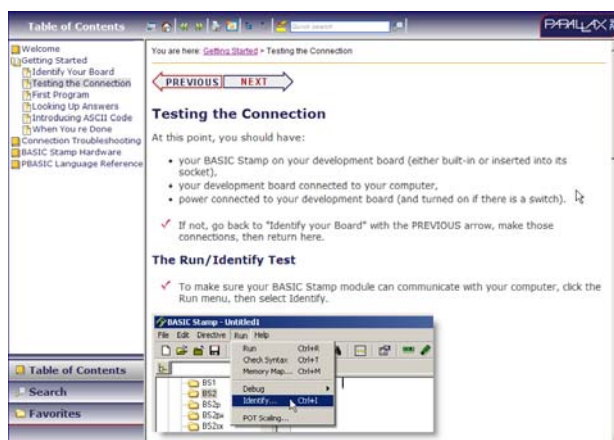 Table of Contents
Quick search
PARALLAX
Welcome
Getting Started
Identify Your Board
Testing the Connection
First Program
Looking Up Answers
Introducing ASCII Code
When You re Done
Connection Troubleshooting
BASIC Stamp Hardware
PBASIC Language Reference
Table of Contents
Search
Favorites
You are here: Getting Started > Testing the Connection
PREVIOUS NEXT
Testing the Connection
At this point, you should have:
• your BASIC Stamp on your development board (either built-in or inserted into its
socket),
• your development board connected to your computer,
• power connected to your development board (and turned on if there is a switch).
If not, go back to "Identify your Board" with the PREVIOUS arrow, make those
connections, then return here.
The Run/Identify Test
To make sure your BASIC Stamp module can communicate with your computer, click the
Run menu, then select Identify.
BASIC Stamp - Untitled1
File Edit Directive Run Help
Run Ctrl+R
Check Syntax Ctrl+T
Memory Map... Ctrl+M
Debug
Identify... Ctrl+I
POT Scaling...
BS1
BS2
BS2p
BS2pe
BS2sx